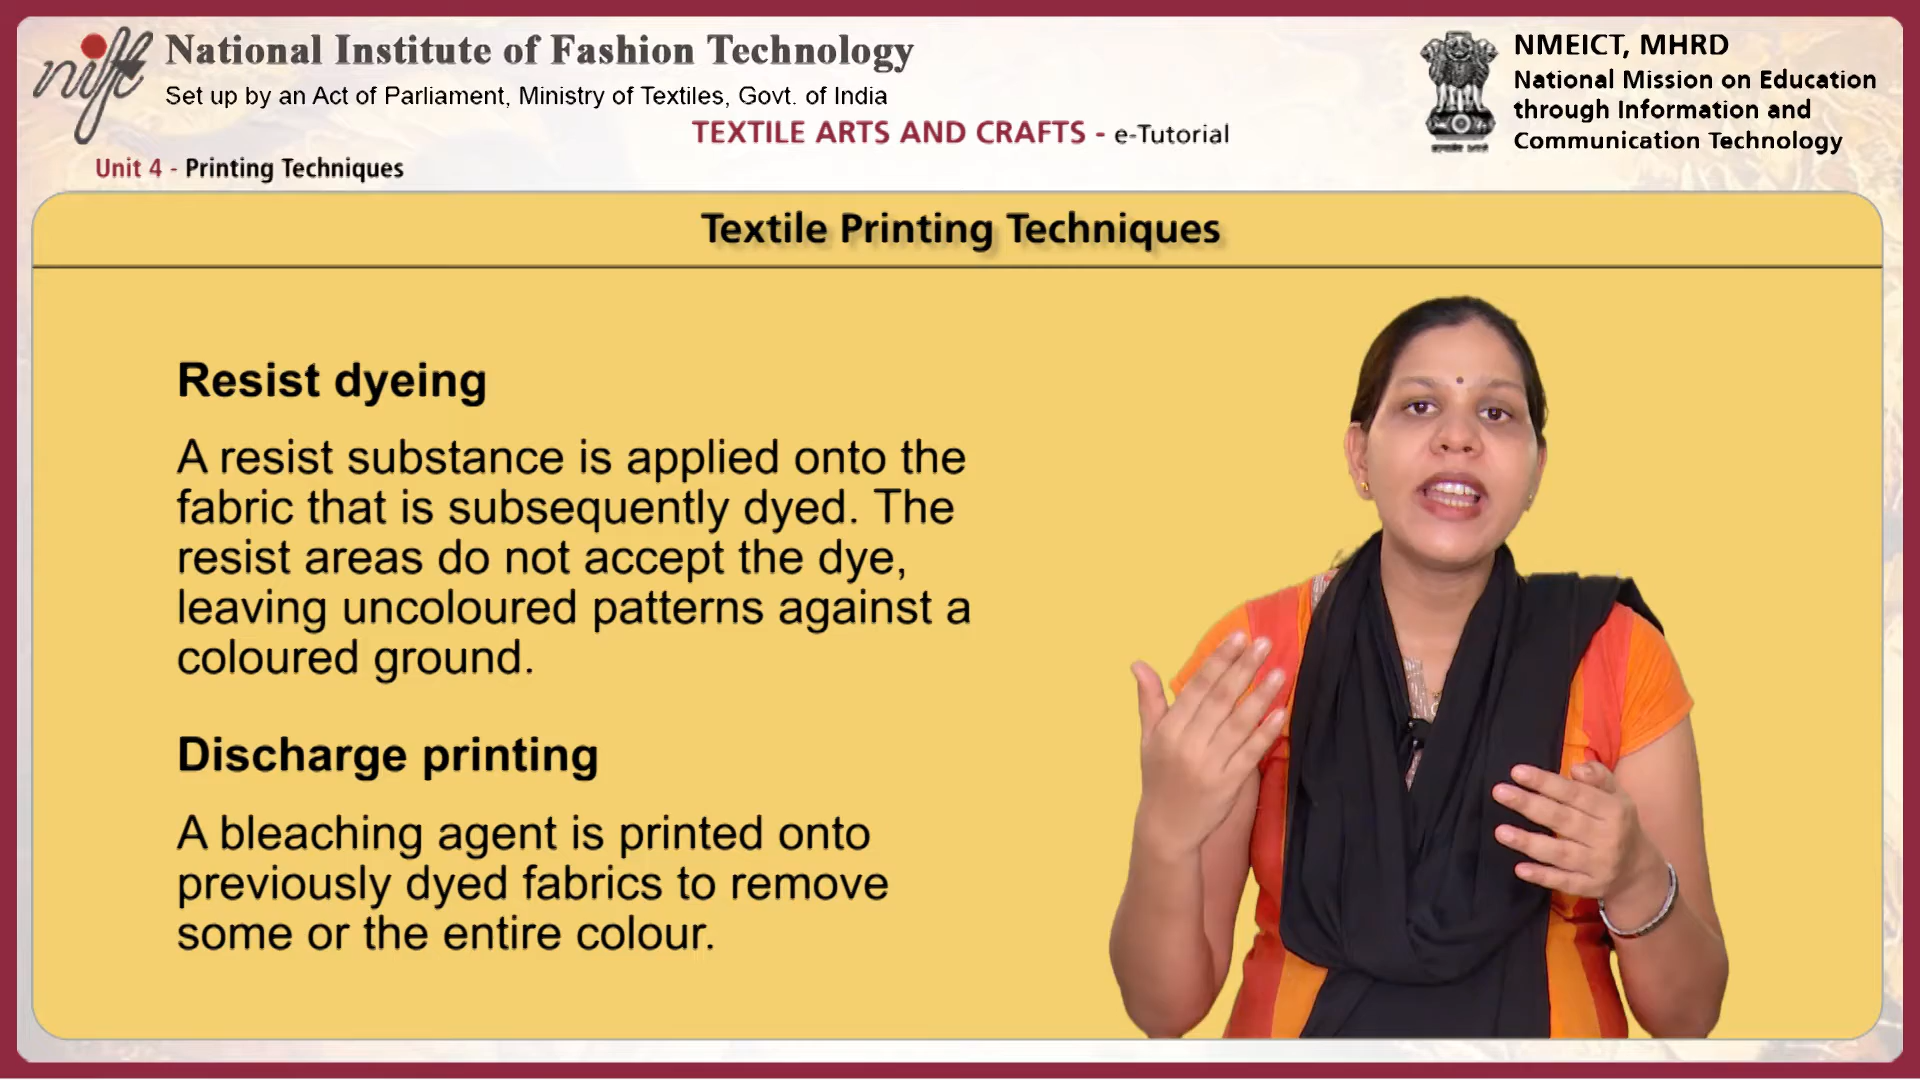 nift
National Institute of Fashion Technology
Set up by an Act of Parliament, Ministry of Textiles, Govt. of India
TEXTILE ARTS AND CRAFTS - e-Tutorial
NMEICT, MHRD
National Mission on Education
through Information and
Communication Technology
Unit 4 - Printing Techniques
Textile Printing Techniques
Resist dyeing
A resist substance is applied onto the
fabric that is subsequently dyed. The
resist areas do not accept the dye,
leaving uncoloured patterns against a
coloured ground.
Discharge printing
A bleaching agent is printed onto
previously dyed fabrics to remove
some or the entire colour.